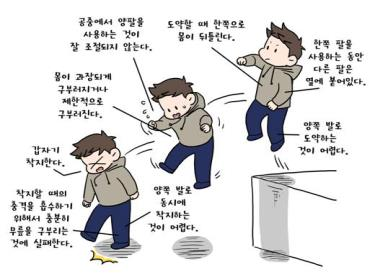 공중에서 양팔을
사용하는 것이
잘 조절되지 않는다.
도약할 때 한쪽으로
몸이 뒤틀린다.
한쪽 팔을
사용하는 동안
다른 팔은
옆에 붙어있다.
몸이 과장되게
구부러지거나
제한적으로
구부러진다.
양쪽 발로
도약하는
것이 어렵다.
갑자기
착지한다.
착지할 때의
충격을 흡수하기
위해서 충분히
무릎을 구부리는
것에 실패한다.
양쪽 발로
동시에
착지하는
것이 어렵다.